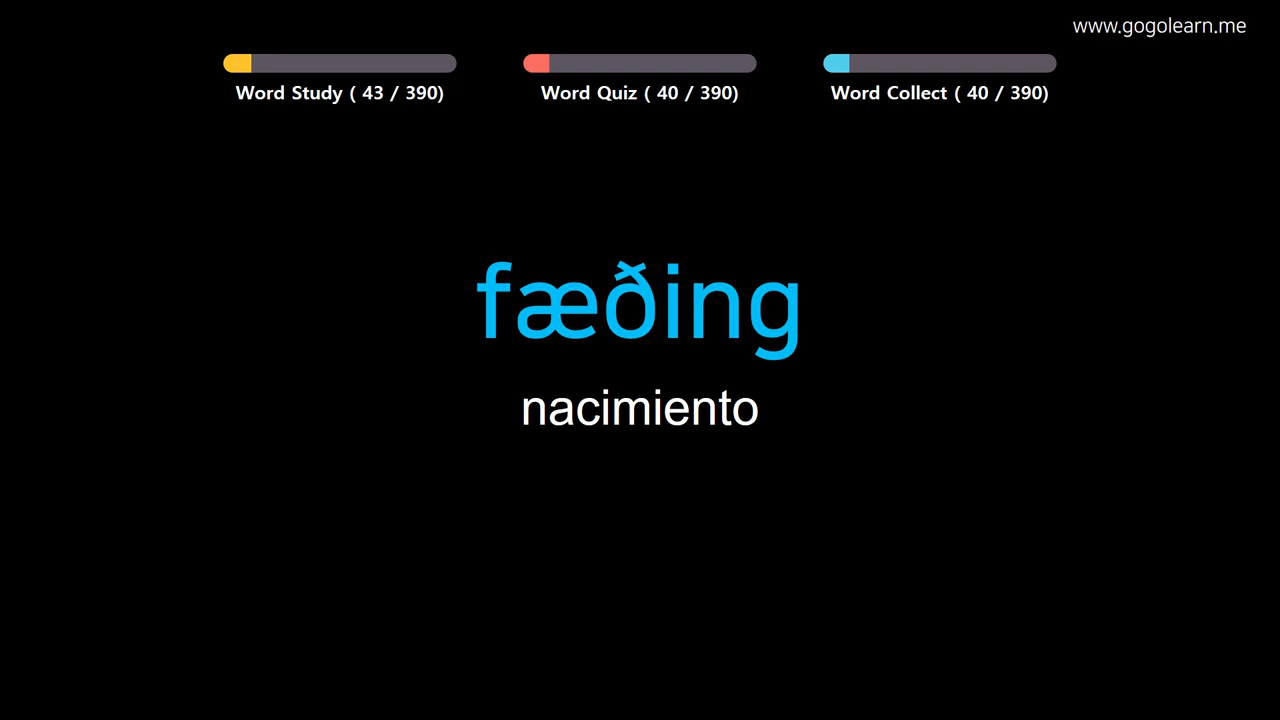 www.gogolearn.me
Word Study ( 43 / 390)
Word Quiz ( 40 / 390)
Word Collect ( 40 / 390)
fæðing
nacimiento